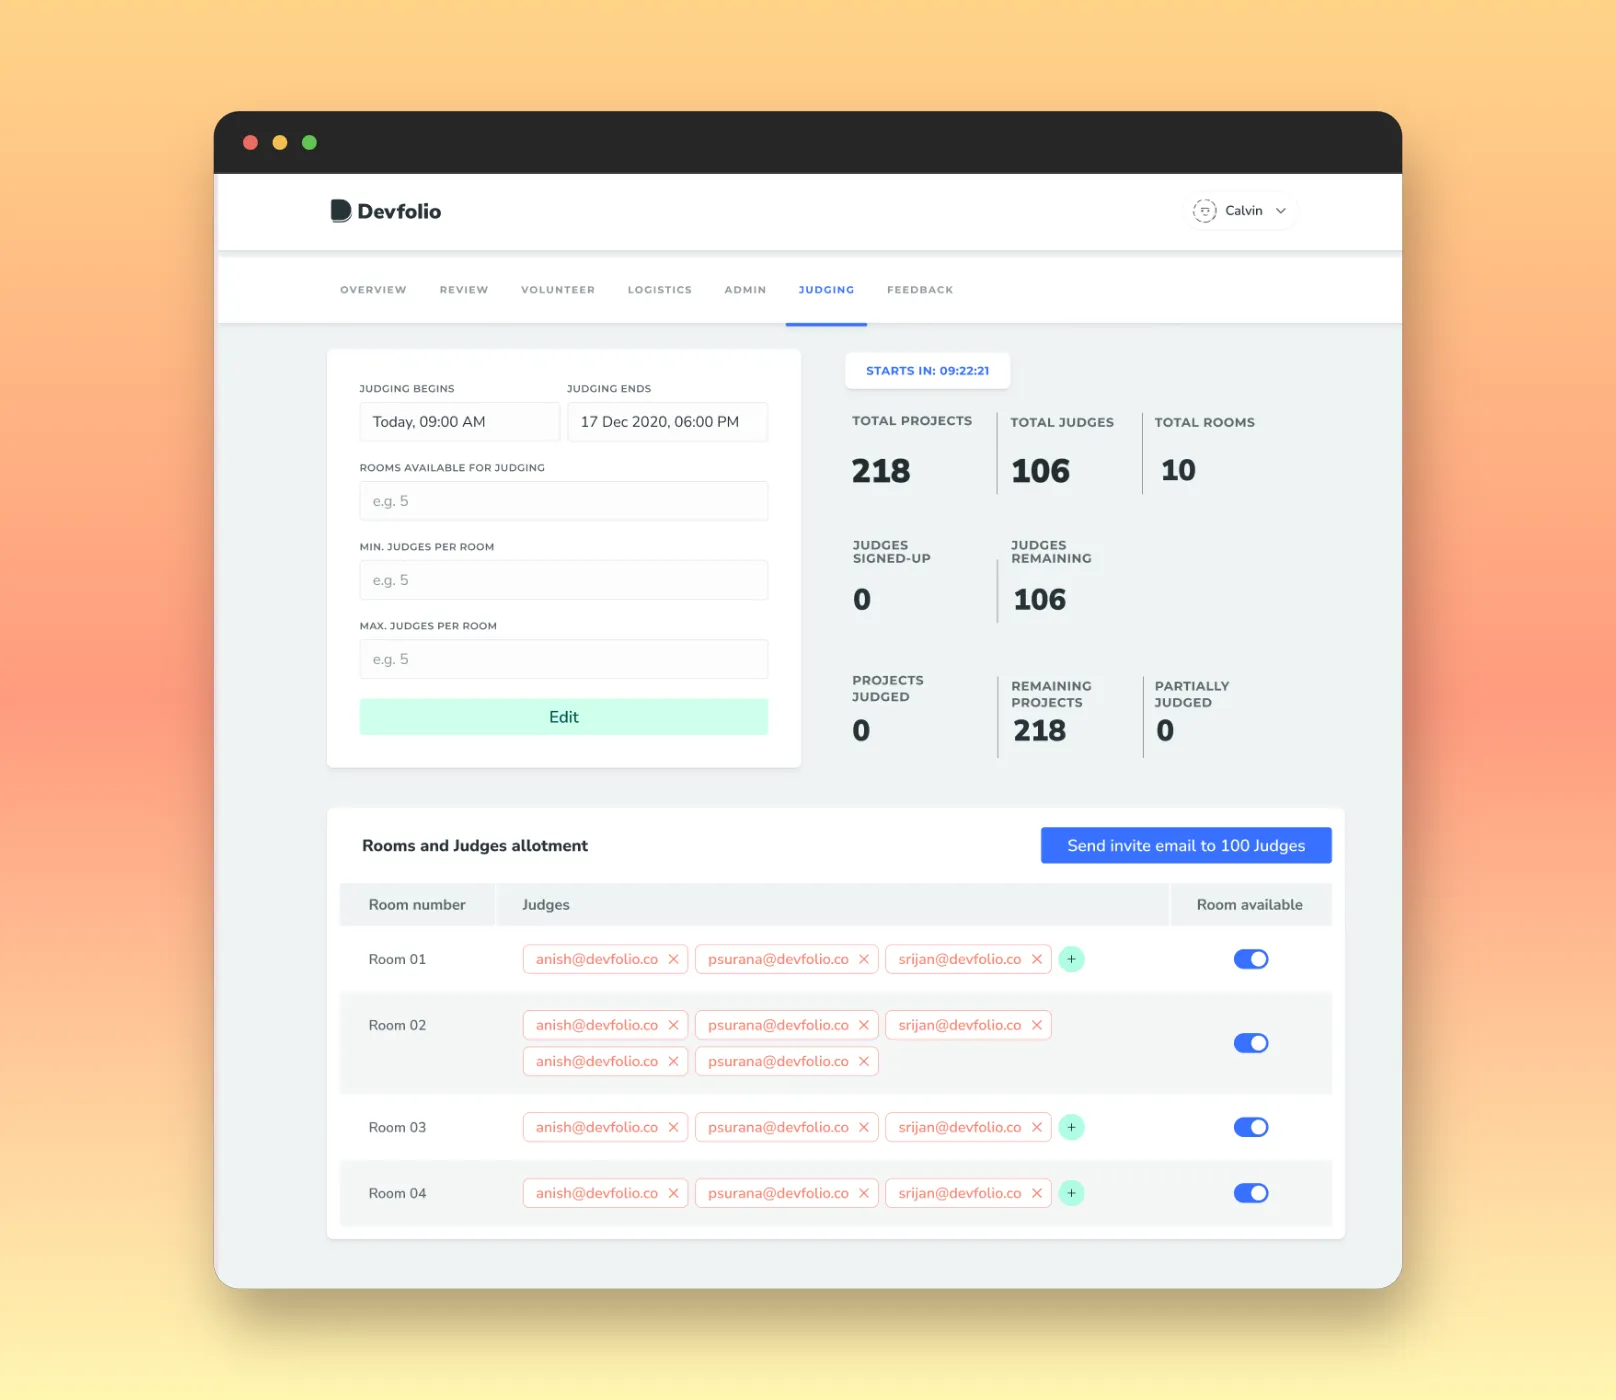 Devfolio
Calvin
OVERVIEW REVIEW VOLUNTEER LOGISTICS ADMIN JUDGING FEEDBACK
JUDGING BEGINS JUDGING ENDS
Today, 09:00 AM 17 Dec 2020, 06:00 PM
ROOMS AVAILABLE FOR JUDGING
e.g. 5
MIN. JUDGES PER ROOM
e.g. 5
MAX. JUDGES PER ROOM
e.g. 5
Edit
STARTS IN: 09:22:21
TOTAL PROJECTS TOTAL JUDGES TOTAL ROOMS
218 106 10
JUDGES JUDGES
SIGNED-UP REMAINING
0 106
PROJECTS REMAINING PARTIALLY
JUDGED PROJECTS JUDGED
0 218 0
Rooms and Judges allotment
Send invite email to 100 Judges
Room number Judges Room available
Room 01 anish@devfolio.co × psurana@devfolio.co × srijan@devfolio.co × +
Room 02 anish@devfolio.co × psurana@devfolio.co × srijan@devfolio.co ×
anish@devfolio.co × psurana@devfolio.co ×
Room 03 anish@devfolio.co × psurana@devfolio.co × srijan@devfolio.co × +
Room 04 anish@devfolio.co × psurana@devfolio.co × srijan@devfolio.co × +